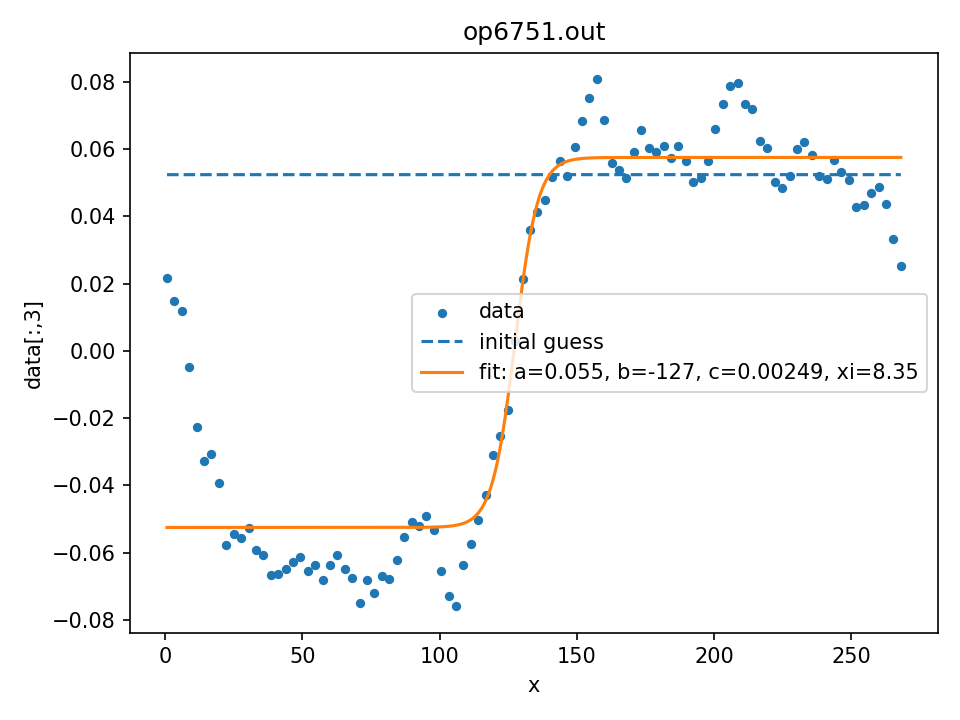 op6751.out
0.08
0.06
0.04
0.02
0.00
−0.02
−0.04
−0.06
−0.08
data[:,3]
data
initial guess
fit: a=0.055, b=-127, c=0.00249, xi=8.35
0 50 100 150 200 250
x